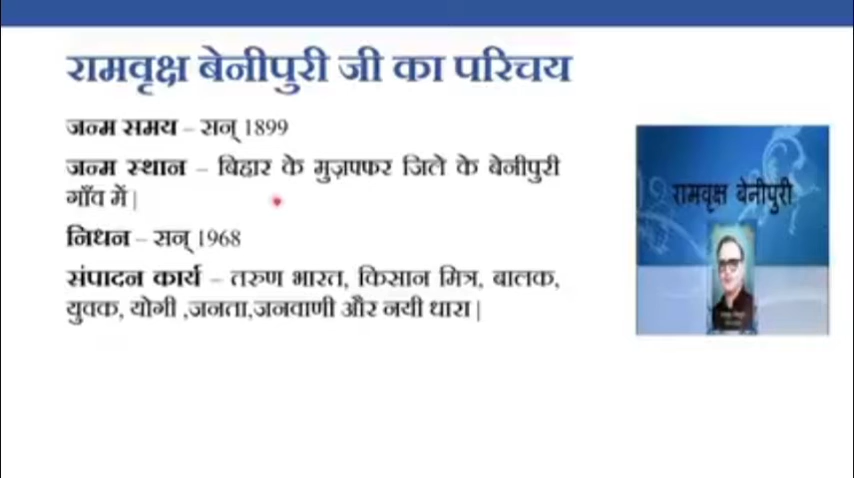 रामवृक्ष बेनीपुरी जी का परिचय
जन्म समय – सन् 1899
जन्म स्थान – बिहार के मुज़फ्फर जिले के बेनीपुरी
गाँव में|
निधन – सन् 1968
संपादन कार्य – तरुण भारत, किसान मित्र, बालक,
युवक, योगी ,जनता,जनवाणी और नयी धारा|
रामवृक्ष बेनीपुरी